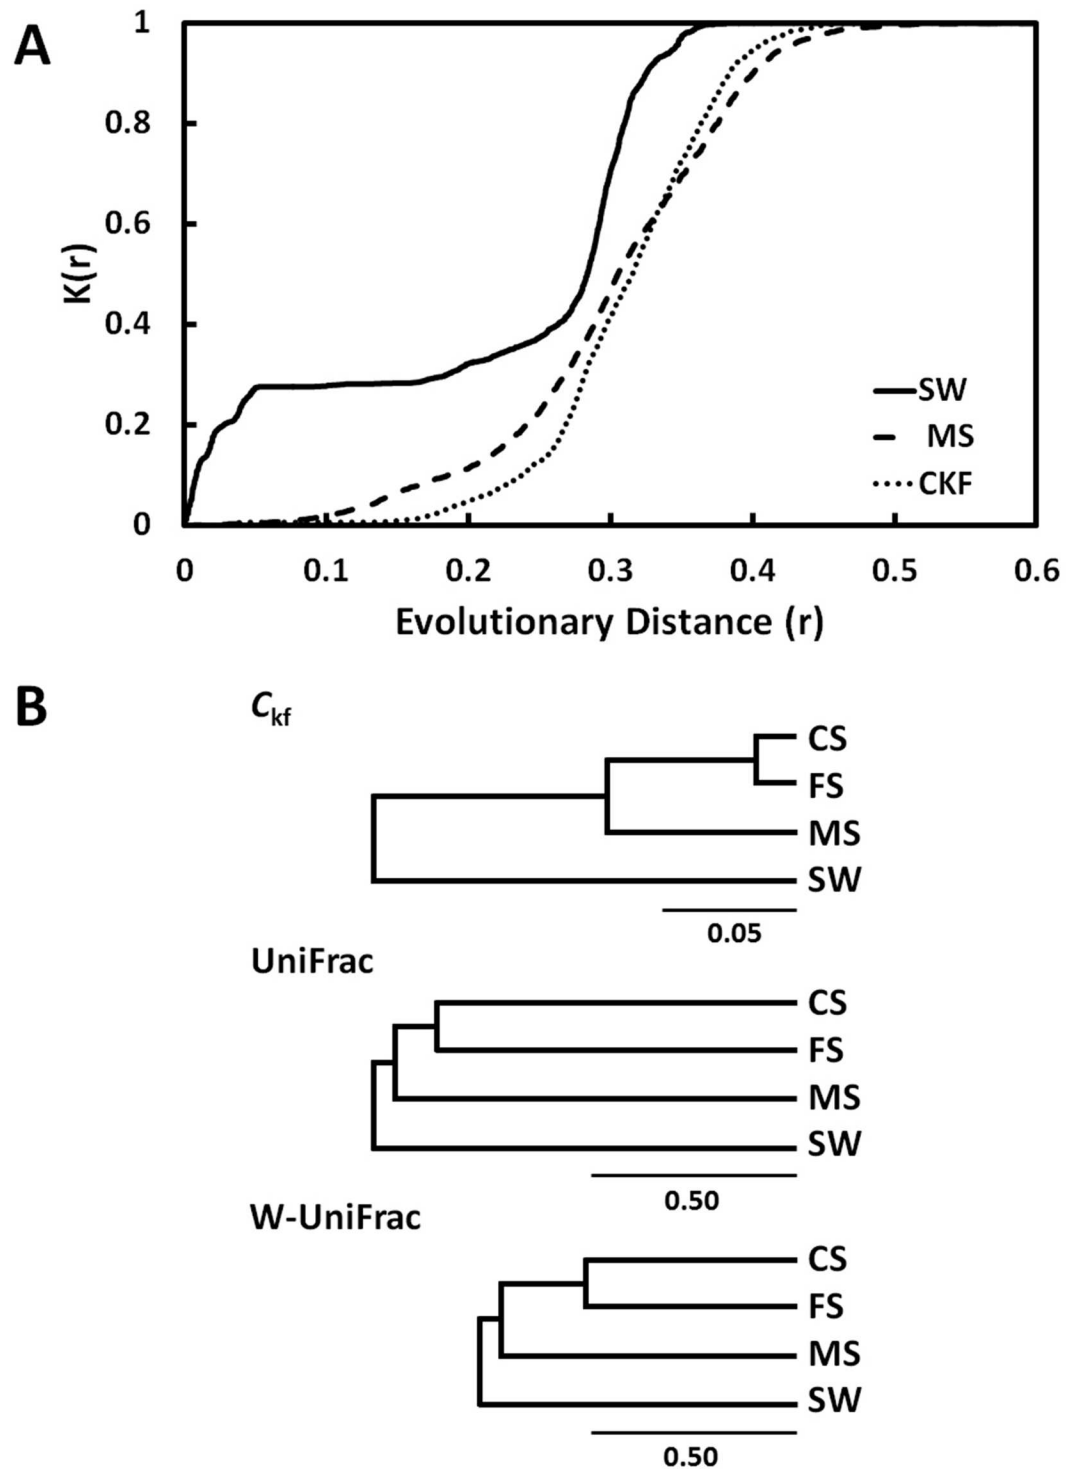 A
1
0.8
0.6
0.4
0.2
0
K(r)
SW
MS
CKF
0 0.1 0.2 0.3 0.4 0.5 0.6
Evolutionary Distance (r)
B
Ckf
CS
FS
MS
SW
0.05
UniFrac
CS
FS
MS
SW
0.50
W-UniFrac
CS
FS
MS
SW
0.50